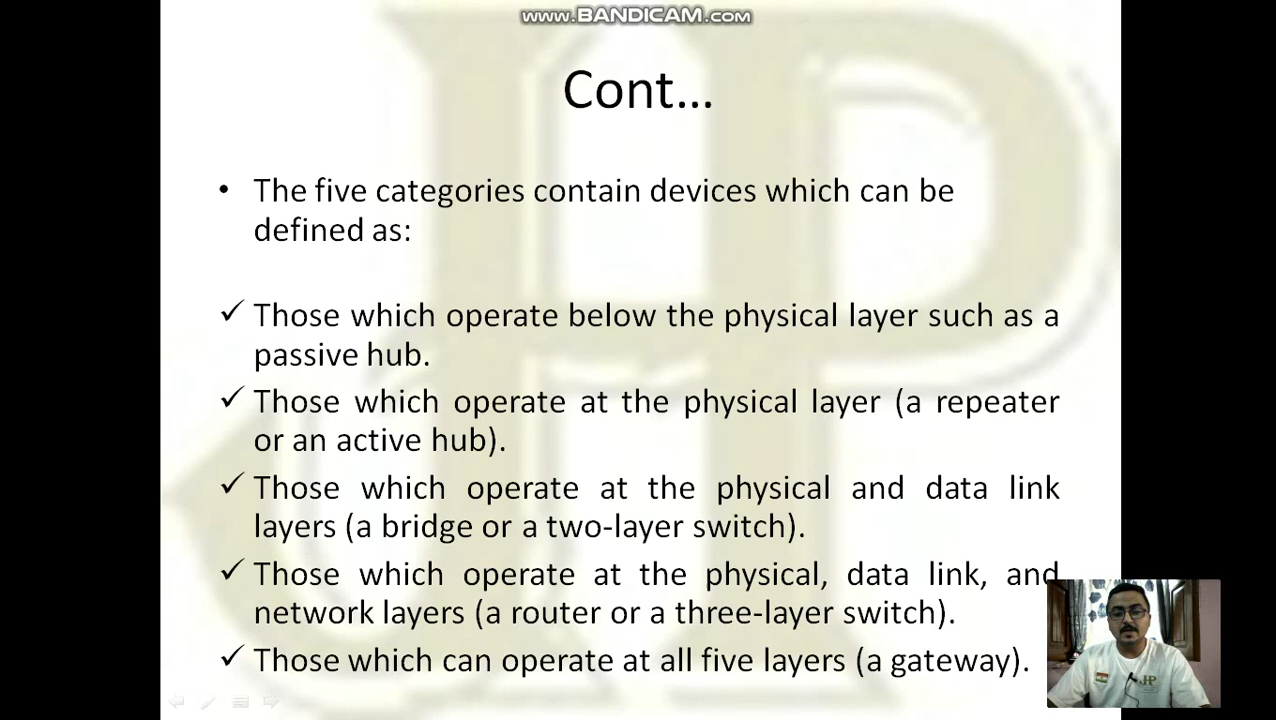 www.BANDICAM.com
Cont...
• The five categories contain devices which can be
defined as:
✓ Those which operate below the physical layer such as a
passive hub.
✓ Those which operate at the physical layer (a repeater
or an active hub).
✓ Those which operate at the physical and data link
layers (a bridge or a two-layer switch).
✓ Those which operate at the physical, data link, and
network layers (a router or a three-layer switch).
✓ Those which can operate at all five layers (a gateway).
JHP